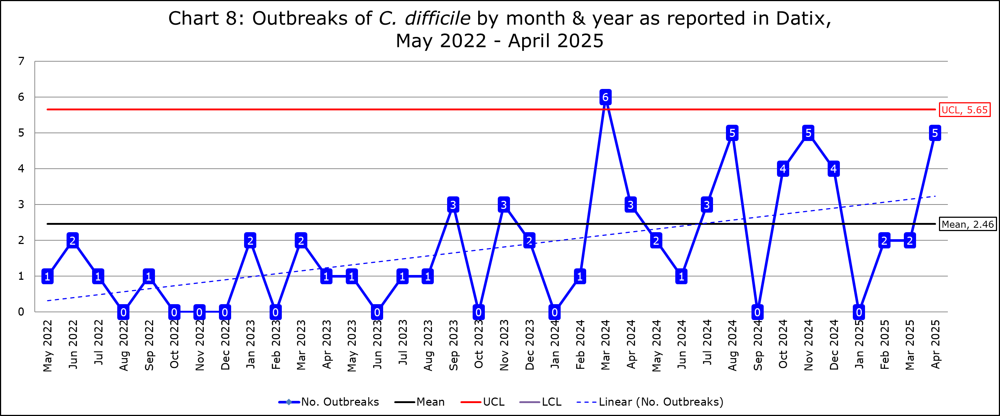 Chart 8: Outbreaks of C. difficile by month & year as reported in Datix,
May 2022 - April 2025
7
6
5
4
3
2
1
0
UCL, 5.65
Mean, 2.46
1
2
1
0
1
0
0
0
2
0
2
1
1
0
1
1
3
0
3
2
0
1
6
3
2
1
3
5
0
4
5
4
0
2
2
5
May 2022
Jun 2022
Jul 2022
Aug 2022
Sep 2022
Oct 2022
Nov 2022
Dec 2022
Jan 2023
Feb 2023
Mar 2023
Apr 2023
May 2023
Jun 2023
Jul 2023
Aug 2023
Sep 2023
Oct 2023
Nov 2023
Dec 2023
Jan 2024
Feb 2024
Mar 2024
Apr 2024
May 2024
Jun 2024
Jul 2024
Aug 2024
Sep 2024
Oct 2024
Nov 2024
Dec 2024
Jan 2025
Feb 2025
Mar 2025
Apr 2025
No. Outbreaks
Mean
UCL
LCL
Linear (No. Outbreaks)